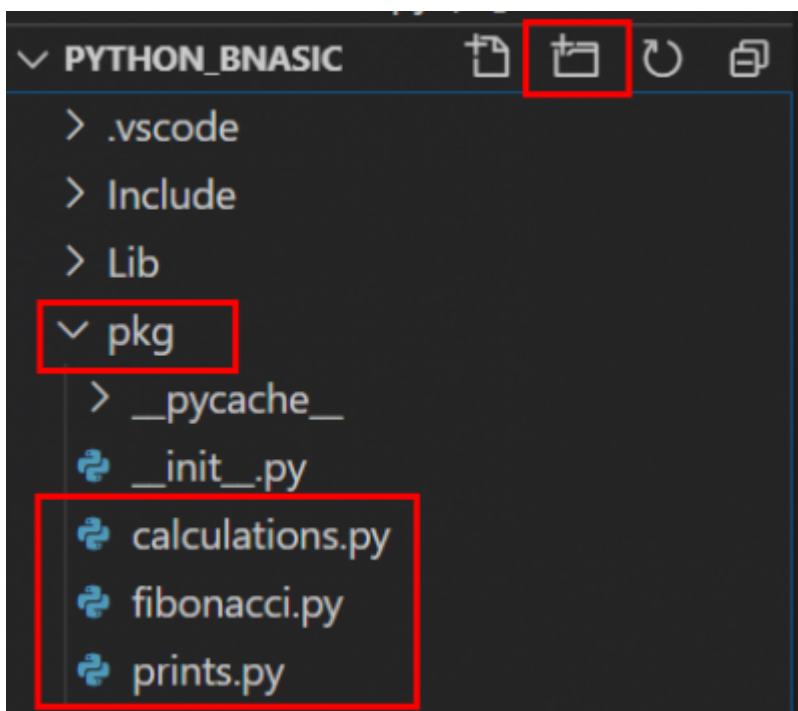 PYTHON_BNASIC
.vscode
Include
Lib
pkg
__pycache__
__init__.py
calculations.py
fibonacci.py
prints.py